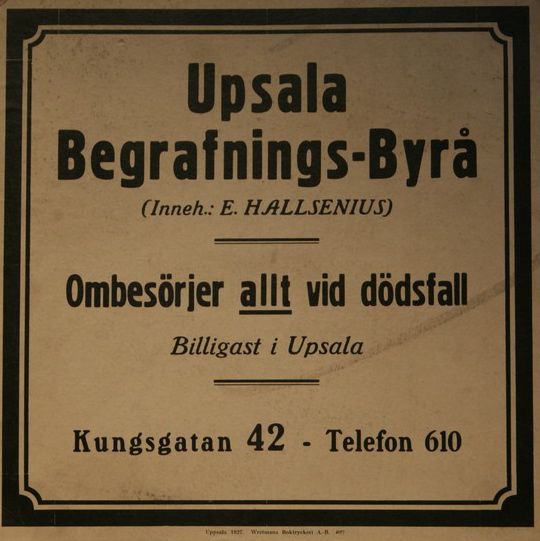 Upsala
Begrafnings-Byrå
(Inneh.: E. HALLSENIUS)
Ombesörjer allt vid dödsfall
Billigast i Upsala
Kungsgatan 42 - Telefon 610
Uppsala 1927. Wretmans Boktryckeri A.-B.